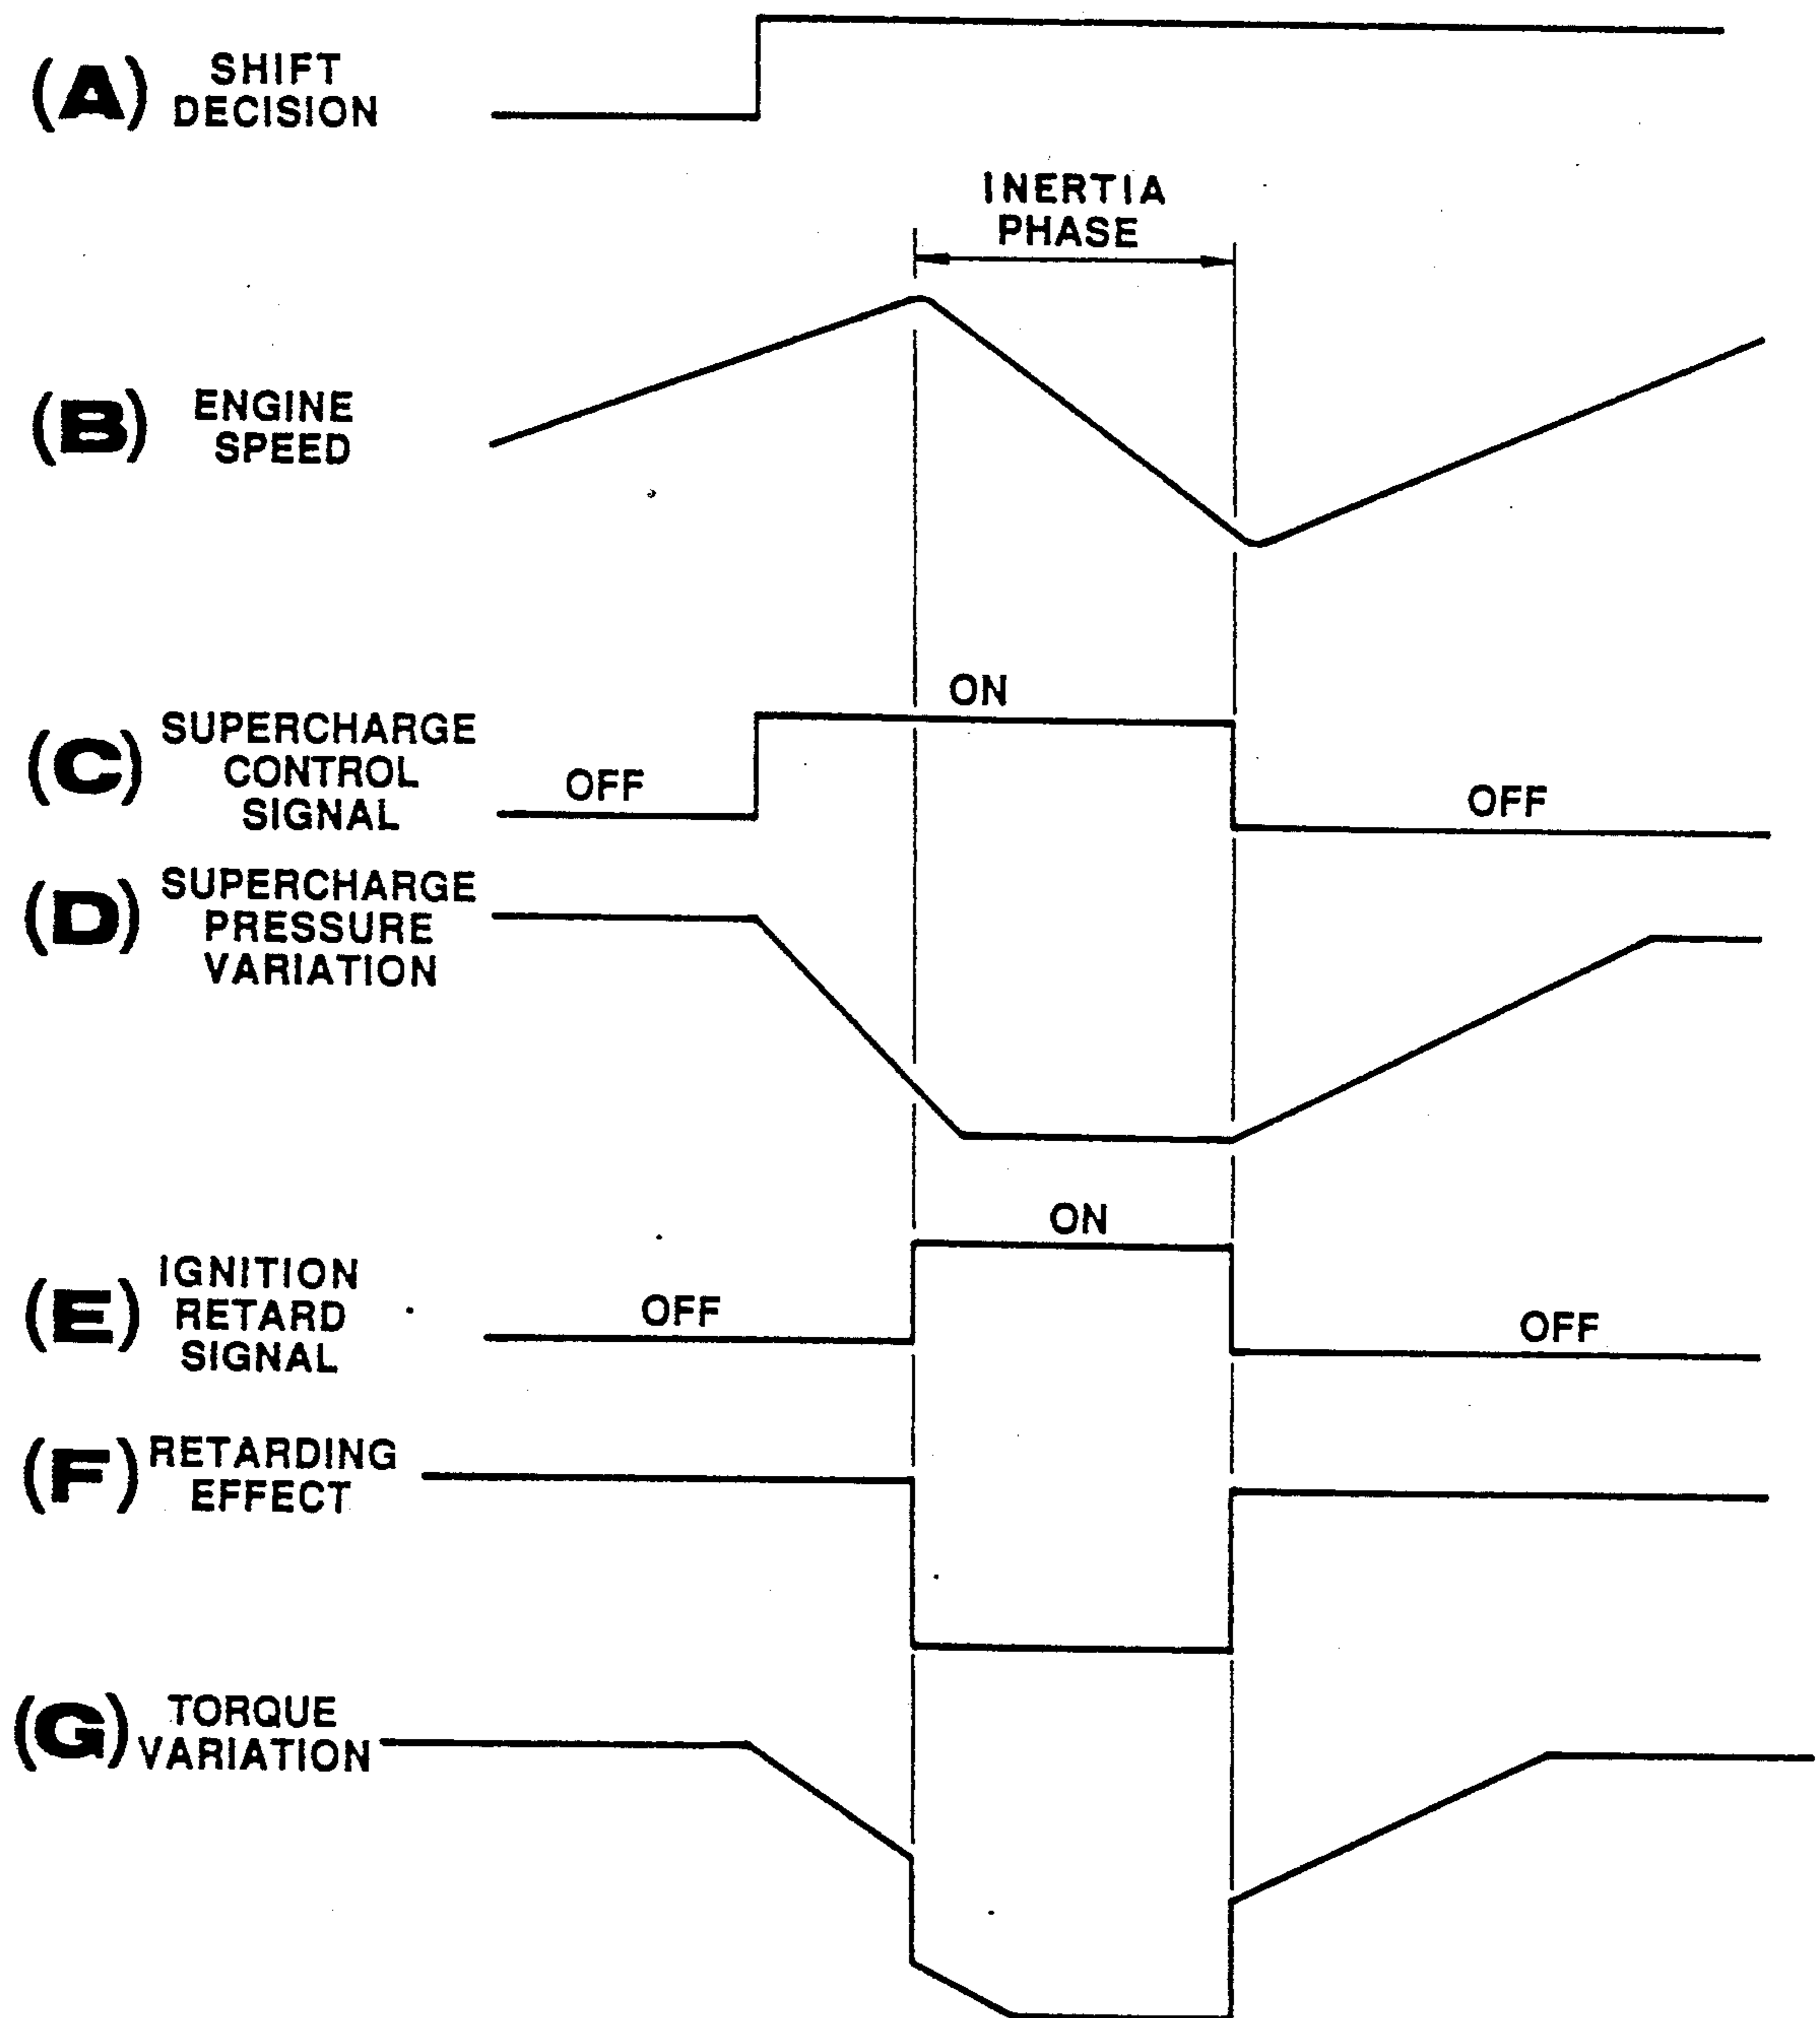 (A) SHIFT
DECISION
INERTIA
PHASE
(B) ENGINE
SPEED
ON
(C) SUPERCHARGE
CONTROL
SIGNAL
OFF
OFF
(D) SUPERCHARGE
PRESSURE
VARIATION
ON
(E) IGNITION
RETARD
SIGNAL
OFF
OFF
(F) RETARDING
EFFECT
(G) TORQUE
VARIATION